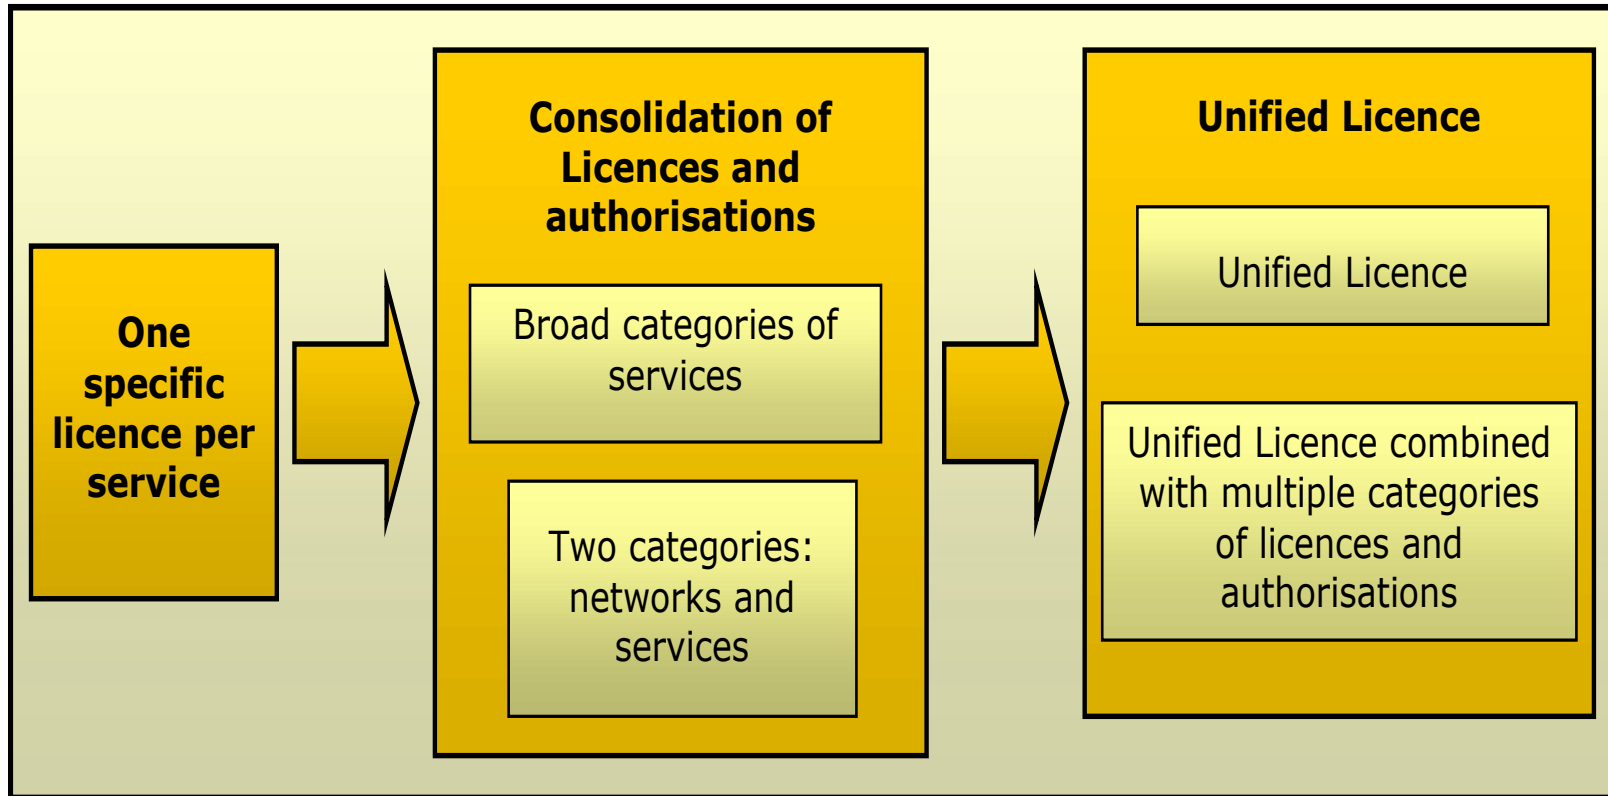 One
specific
licence per
service
Consolidation of
Licences and
authorisations
Broad categories of
services
Two categories:
networks and
services
Unified Licence
Unified Licence
Unified Licence combined
with multiple categories
of licences and
authorisations